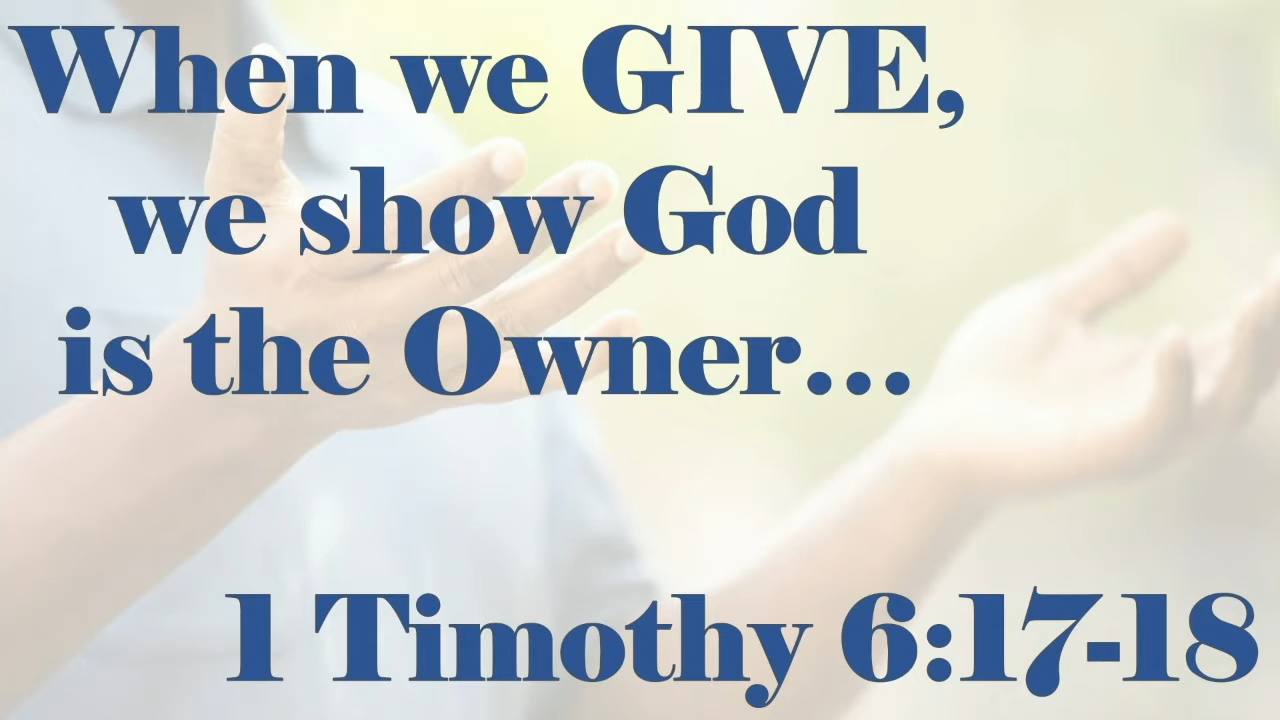 When we GIVE,
we show God
is the Owner...
1 Timothy 6:17-18